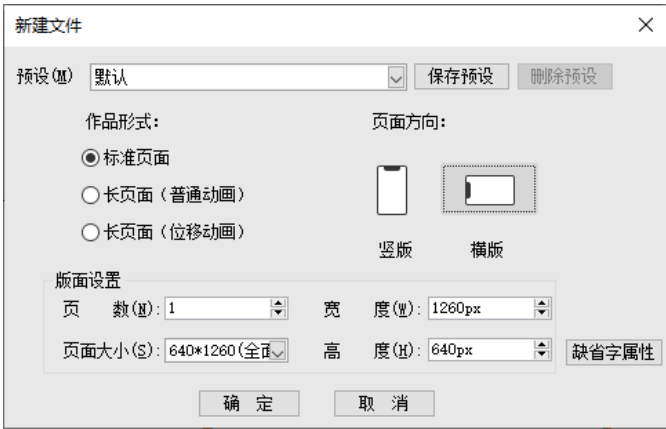 新建文件
预设(M) 默认 保存预设 删除预设
作品形式: 页面方向:
标准页面
长页面(普通动画)
长页面(位移动画)
竖版 横版
版面设置
页 数(N): 1 宽 度(W): 1260px
页面大小(S): 640*1260(全 高 度(H): 640px 缺省字属性
确 定 取 消